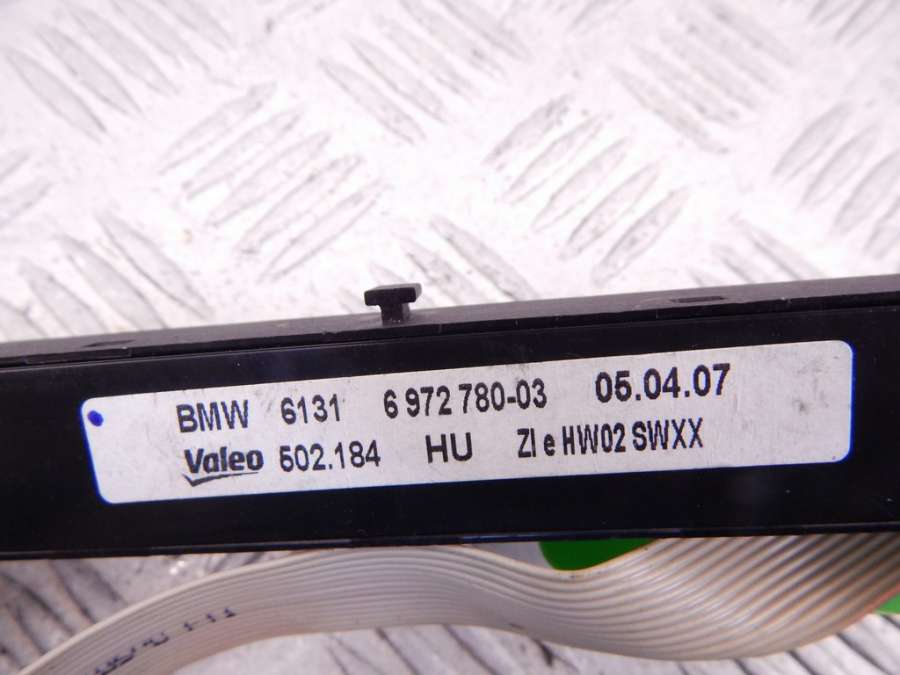 BMW 6131 6 972 780-03 05.04.07
Valeo 502.184 HU ZI e HW02 SWXX